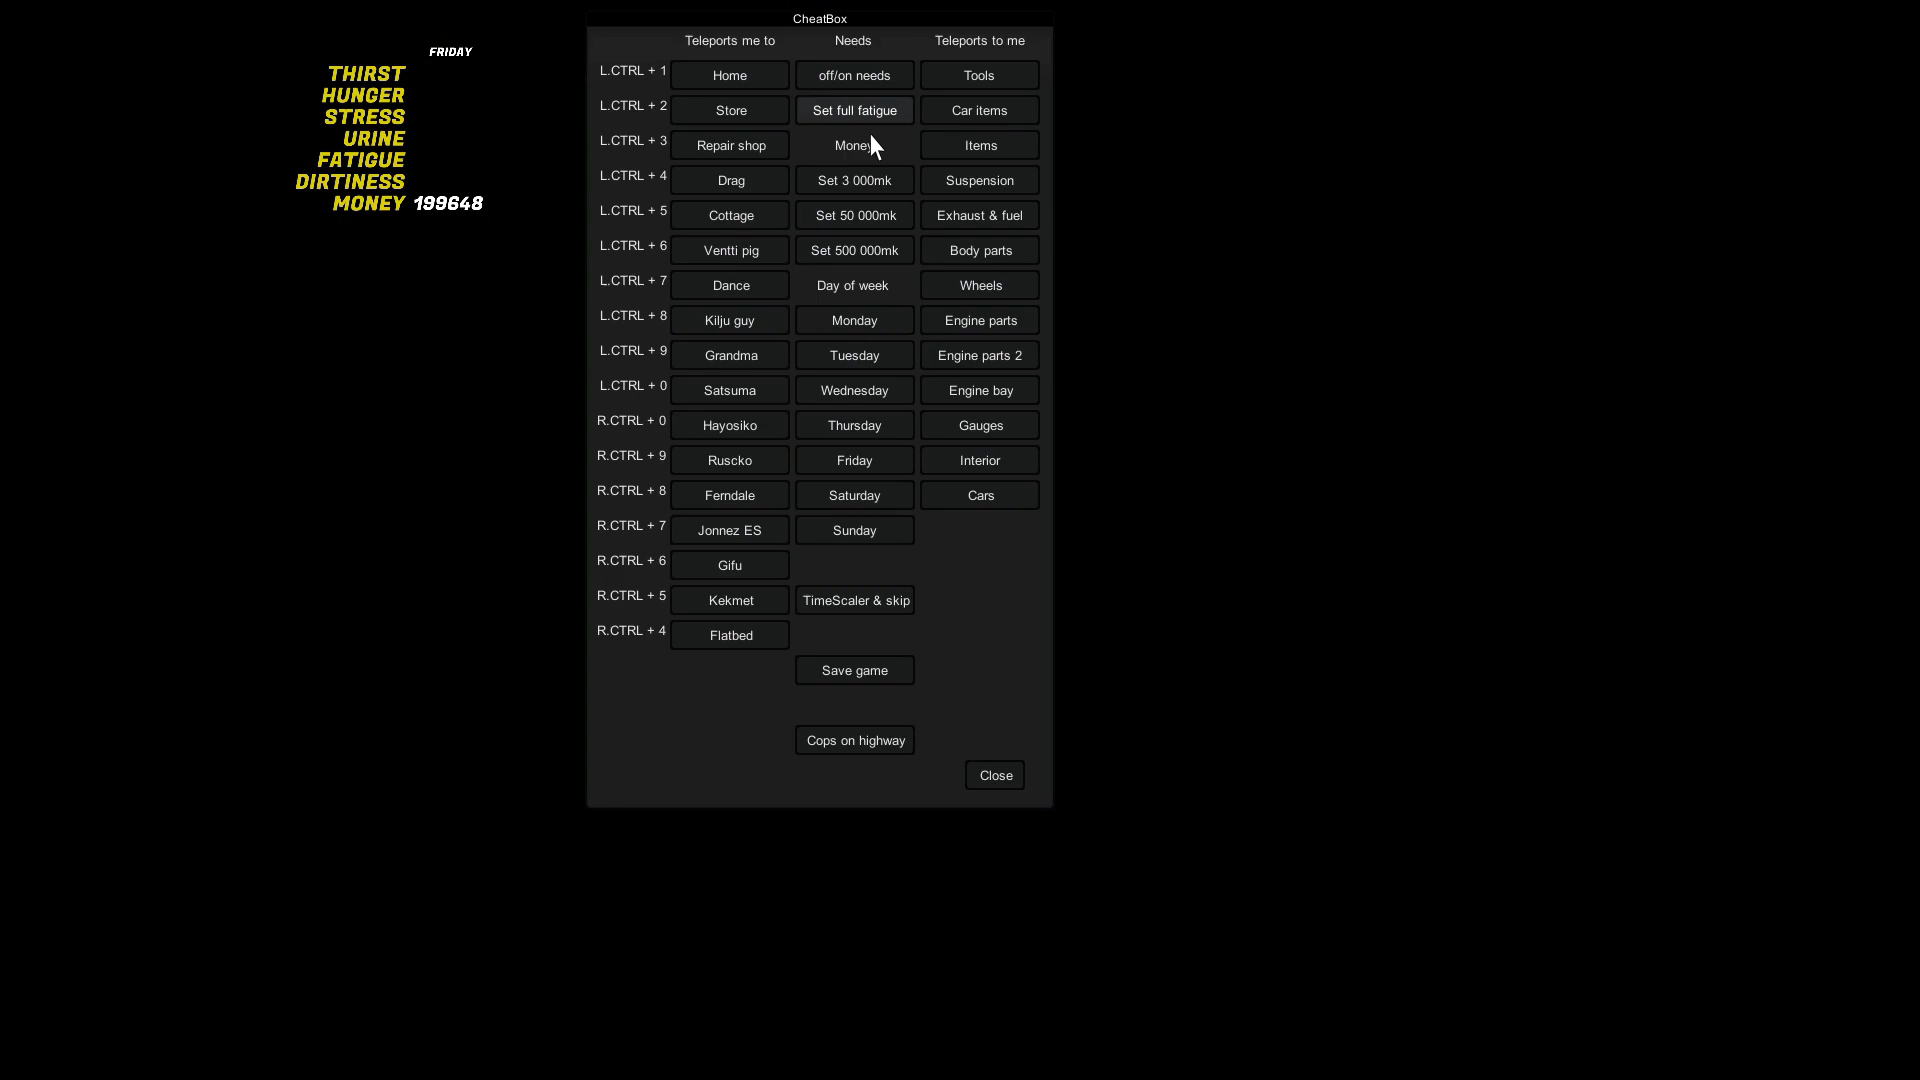 CheatBox
Teleports me to Needs Teleports to me
FRIDAY
THIRST
HUNGER
STRESS
URINE
FATIGUE
DIRTINESS
MONEY 199648
L.CTRL + 1 Home off/on needs Tools
L.CTRL + 2 Store Set full fatigue Car items
L.CTRL + 3 Repair shop Money Items
L.CTRL + 4 Drag Set 3 000mk Suspension
L.CTRL + 5 Cottage Set 50 000mk Exhaust & fuel
L.CTRL + 6 Ventti pig Set 500 000mk Body parts
L.CTRL + 7 Dance Day of week Wheels
L.CTRL + 8 Kilju guy Monday Engine parts
L.CTRL + 9 Grandma Tuesday Engine parts 2
L.CTRL + 0 Satsuma Wednesday Engine bay
R.CTRL + 0 Hayosiko Thursday Gauges
R.CTRL + 9 Ruscko Friday Interior
R.CTRL + 8 Ferndale Saturday Cars
R.CTRL + 7 Jonnez ES Sunday
R.CTRL + 6 Gifu
R.CTRL + 5 Kekmet TimeScaler & skip
R.CTRL + 4 Flatbed
Save game
Cops on highway
Close